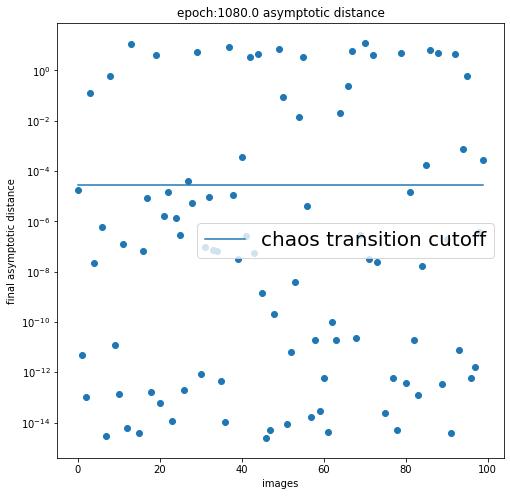 epoch:1080.0 asymptotic distance
final asymptotic distance
10^0
10^-2
10^-4
10^-6
10^-8
10^-10
10^-12
10^-14
chaos transition cutoff
0 20 40 60 80 100
images